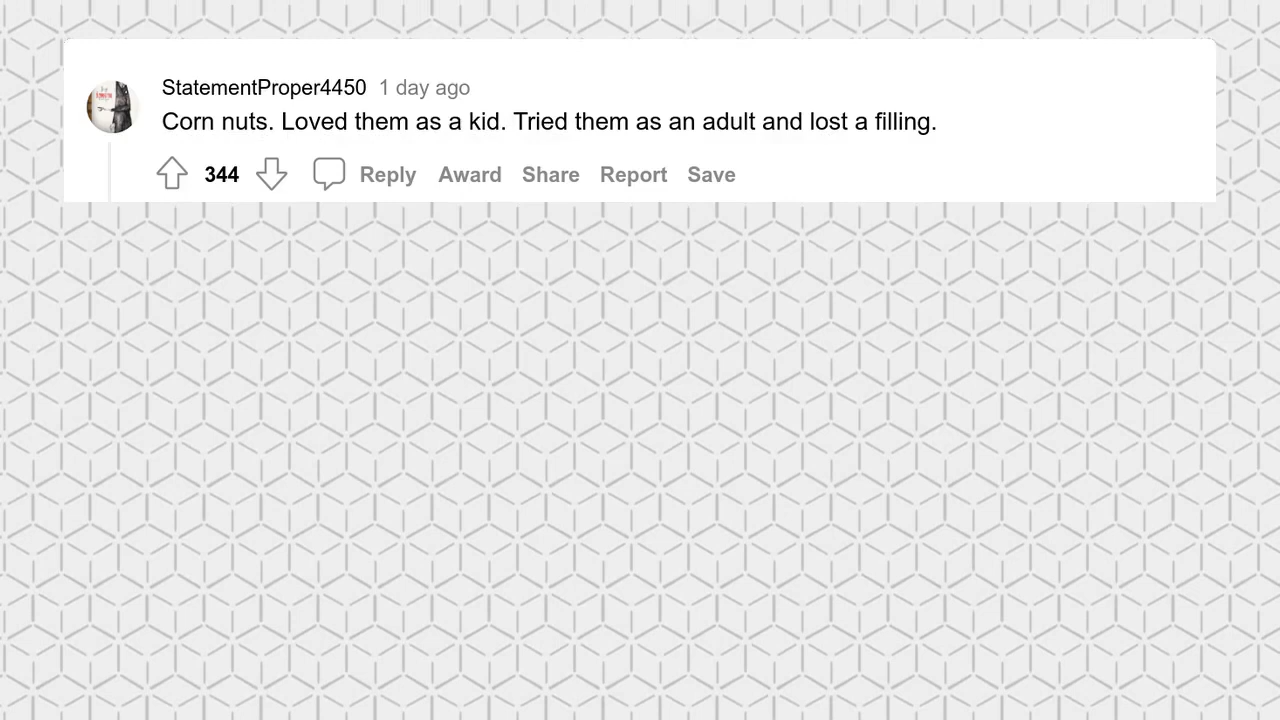 StatementProper4450 1 day ago
Corn nuts. Loved them as a kid. Tried them as an adult and lost a filling.
344 Reply Award Share Report Save